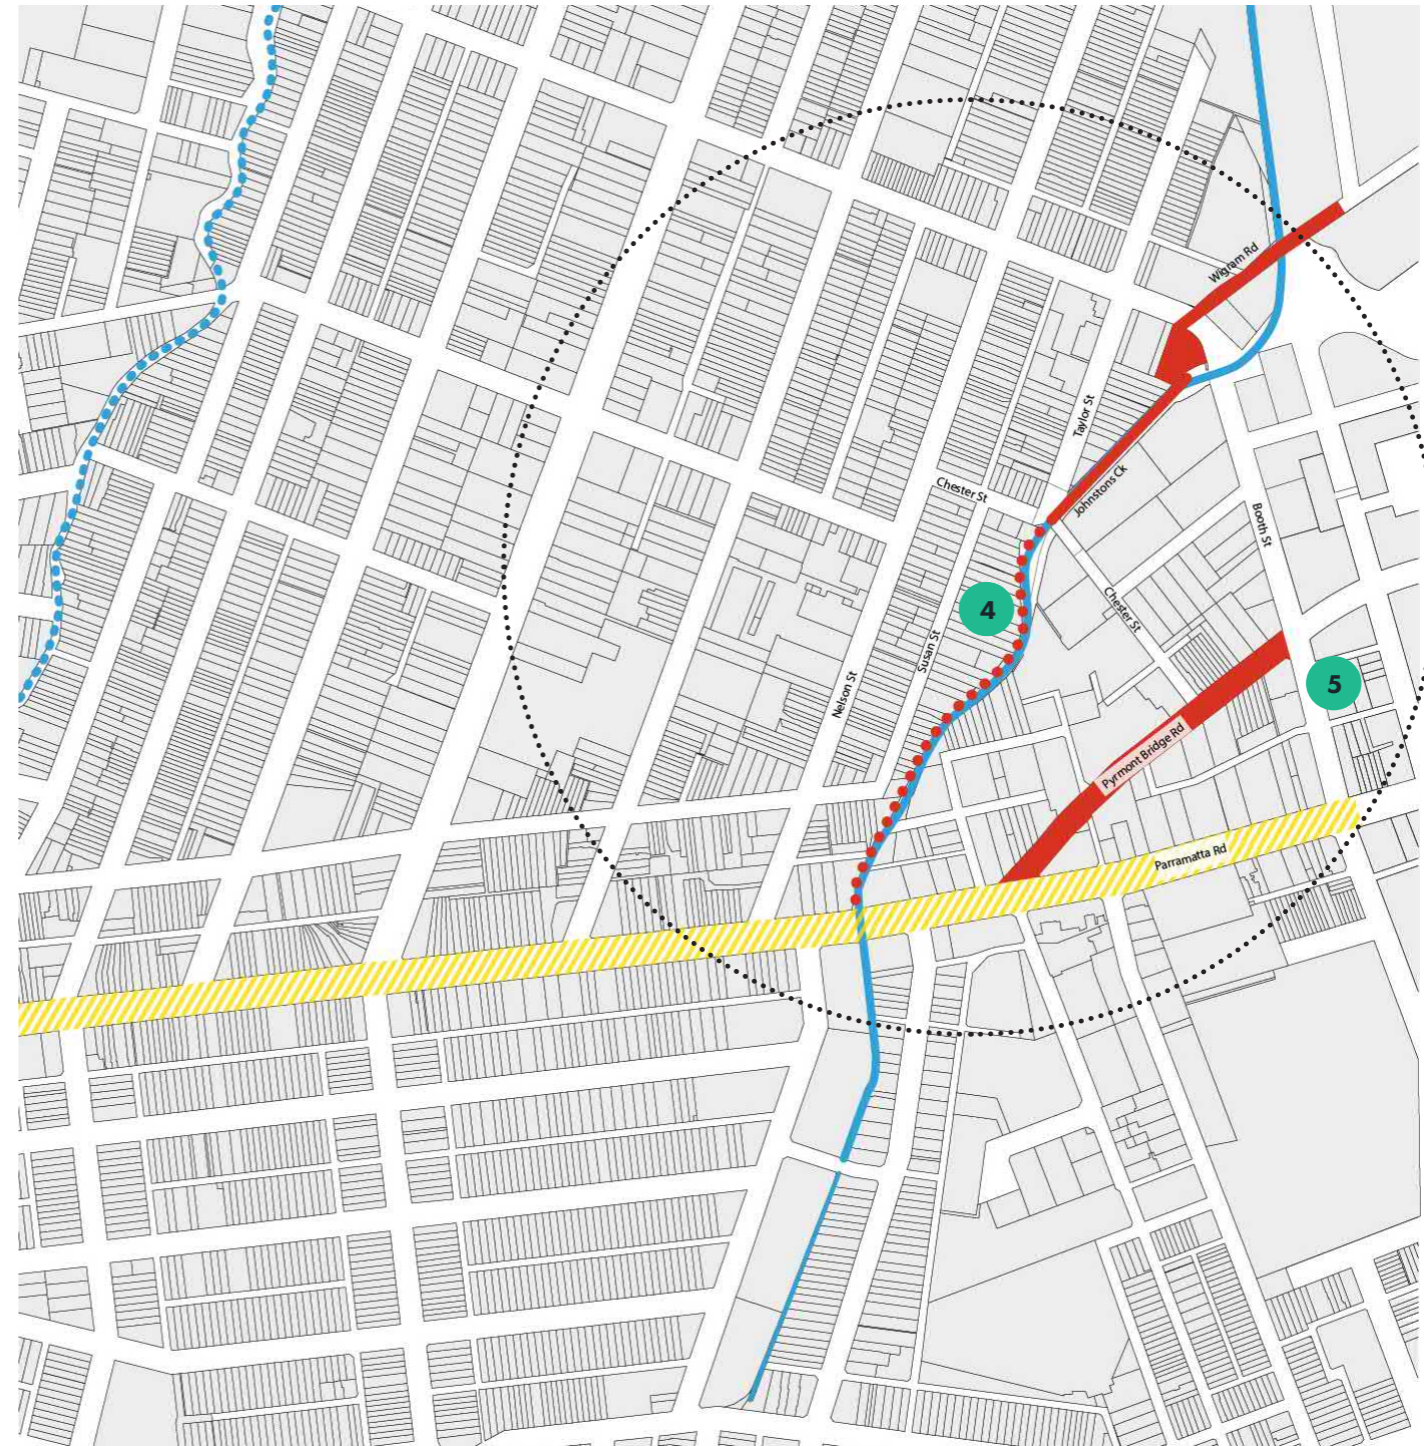 Wigram Rd
Taylor St
Chester St
Johnstons Ck
Booth St
4
Chester St
Susan St
Nelson St
5
Pyrmont Bridge Rd
Parramatta Rd